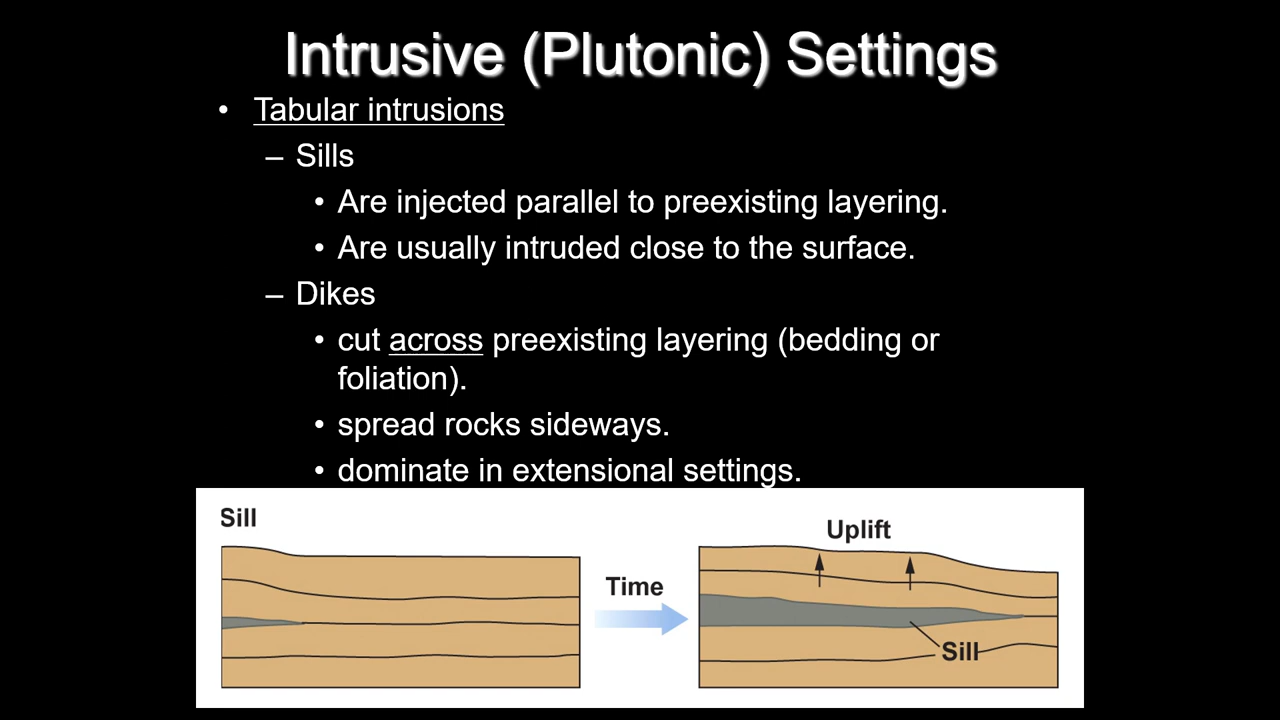 Intrusive (Plutonic) Settings
• Tabular intrusions
– Sills
• Are injected parallel to preexisting layering.
• Are usually intruded close to the surface.
– Dikes
• cut across preexisting layering (bedding or
foliation).
• spread rocks sideways.
• dominate in extensional settings.
Sill
Uplift
Time
Sill